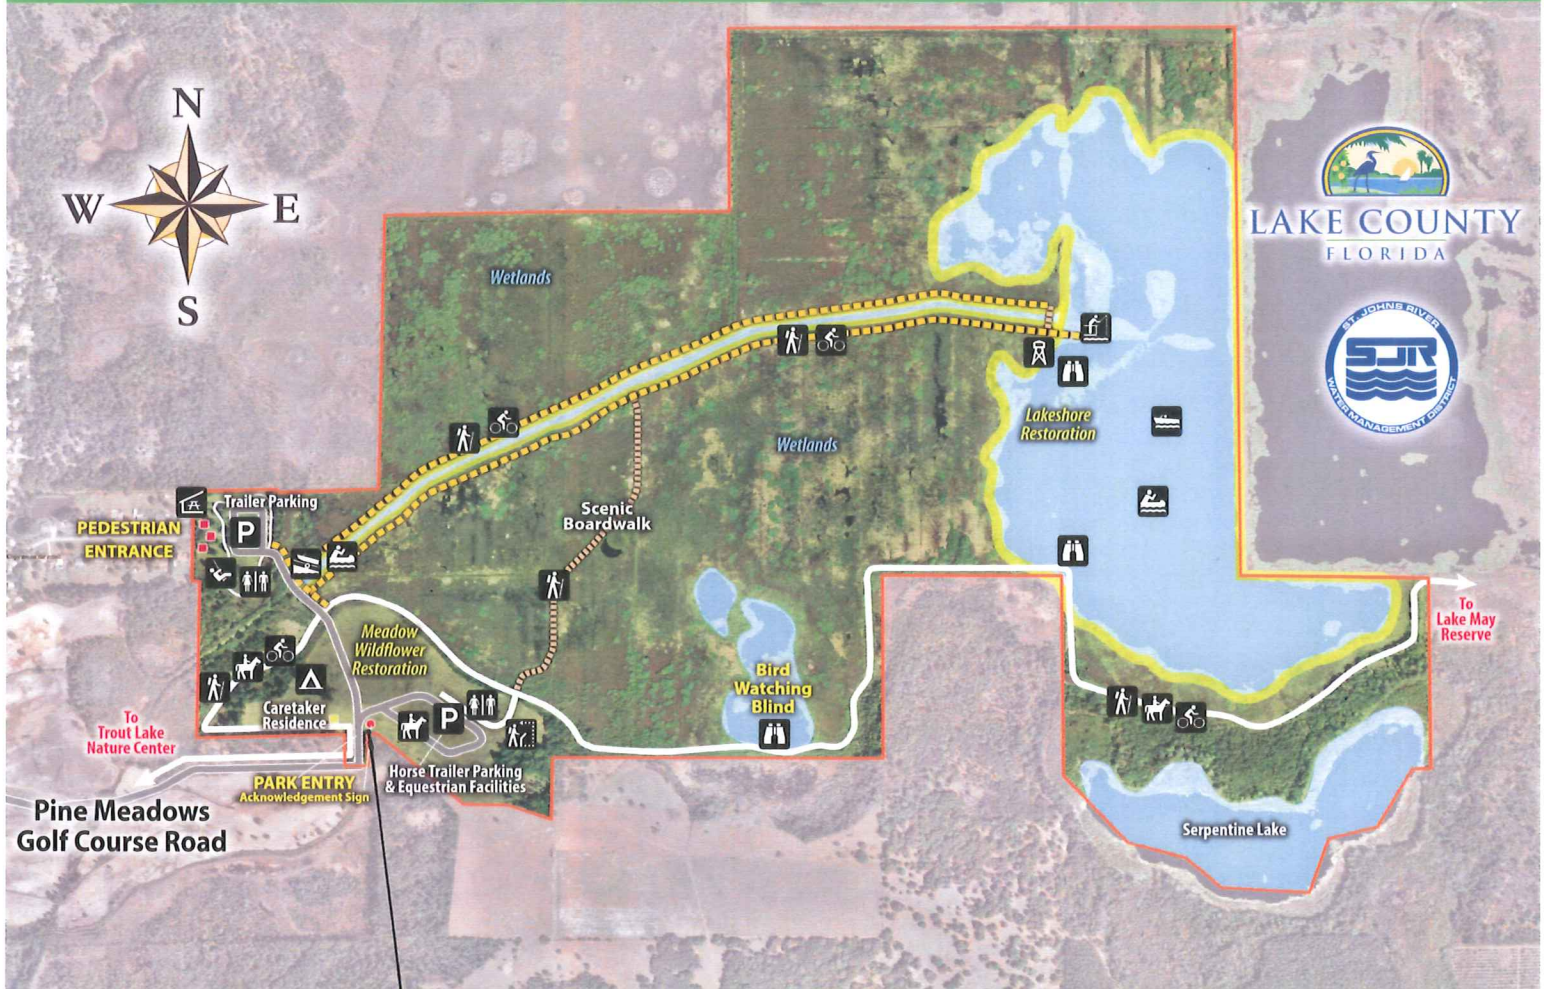 N
W
E
S
LAKE COUNTY
FLORIDA
ST. JOHNS RIVER
SJR
WATER MANAGEMENT DISTRICT
Wetlands
Wetlands
Lakeshore
Restoration
Trailer Parking
P
PEDESTRIAN
ENTRANCE
Scenic
Boardwalk
Meadow
Wildflower
Restoration
Bird
Watching
Blind
To
Lake May
Reserve
Caretaker
Residence
P
To
Trout Lake
Nature Center
PARK ENTRY
Acknowledgement Sign
Horse Trailer Parking
& Equestrian Facilities
Pine Meadows
Golf Course Road
Serpentine Lake